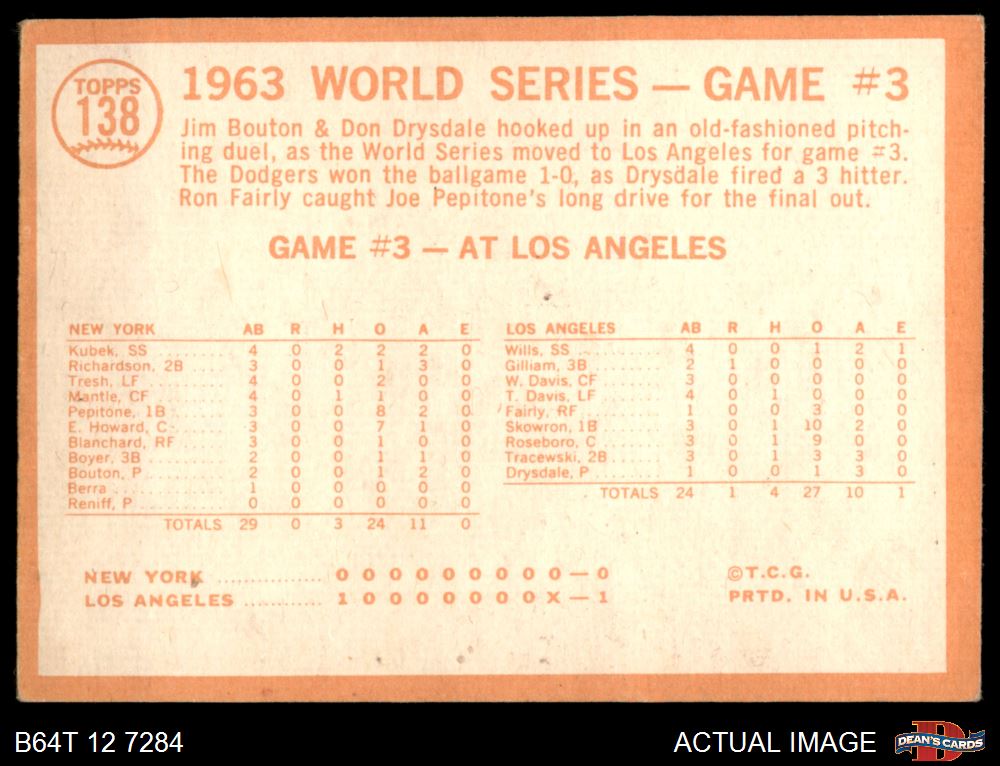 TOPPS
138
1963 WORLD SERIES — GAME #3
Jim Bouton & Don Drysdale hooked up in an old-fashioned pitch-
ing duel, as the World Series moved to Los Angeles for game #3.
The Dodgers won the ballgame 1-0, as Drysdale fired a 3 hitter.
Ron Fairly caught Joe Pepitone's long drive for the final out.
GAME #3 — AT LOS ANGELES
NEW YORK AB R H O A E
Kubek, SS ........ 4 0 2 2 2 0
Richardson, 2B .... 3 0 0 1 3 0
Tresh, LF ........ 4 0 0 2 0 0
Mantle, CF ....... 4 0 1 1 0 0
Pepitone, 1B ...... 3 0 0 8 2 0
E. Howard, C ...... 3 0 0 7 1 0
Blanchard, RF ..... 3 0 0 1 0 0
Boyer, 3B ........ 2 0 0 1 1 0
Bouton, P ........ 2 0 0 1 2 0
Berra ............ 1 0 0 0 0 0
Reniff, P ......... 0 0 0 0 0 0
TOTALS 29 0 3 24 11 0
LOS ANGELES AB R H O A E
Wills, SS ......... 4 0 0 1 2 1
Gilliam, 3B ....... 2 1 0 0 0 0
W. Davis, CF ...... 3 0 0 0 0 0
T. Davis, LF ...... 4 0 1 0 0 0
Fairly, RF ........ 1 0 0 3 0 0
Skowron, 1B ....... 3 0 1 10 2 0
Roseboro, C ....... 3 0 1 9 0 0
Tracewski, 2B ...... 3 0 1 3 3 0
Drysdale, P ....... 1 0 0 1 3 0
TOTALS 24 1 4 27 10 1
NEW YORK ............. 0 0 0 0 0 0 0 0 0 — 0
LOS ANGELES ......... 1 0 0 0 0 0 0 0 X — 1
©T.C.G.
PRTD. IN U.S.A.
B64T 12 7284
ACTUAL IMAGE
D
DEAN'S CARDS